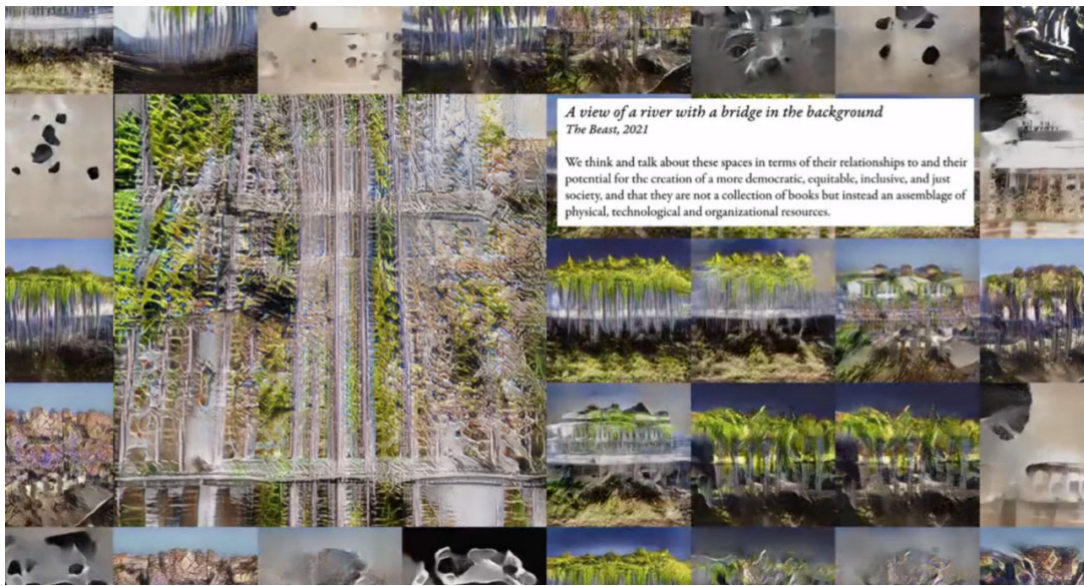 A view of a river with a bridge in the background
The Beast, 2021
We think and talk about these spaces in terms of their relationships to and their
potential for the creation of a more democratic, equitable, inclusive, and just
society, and that they are not a collection of books but instead an assemblage of
physical, technological and organizational resources.